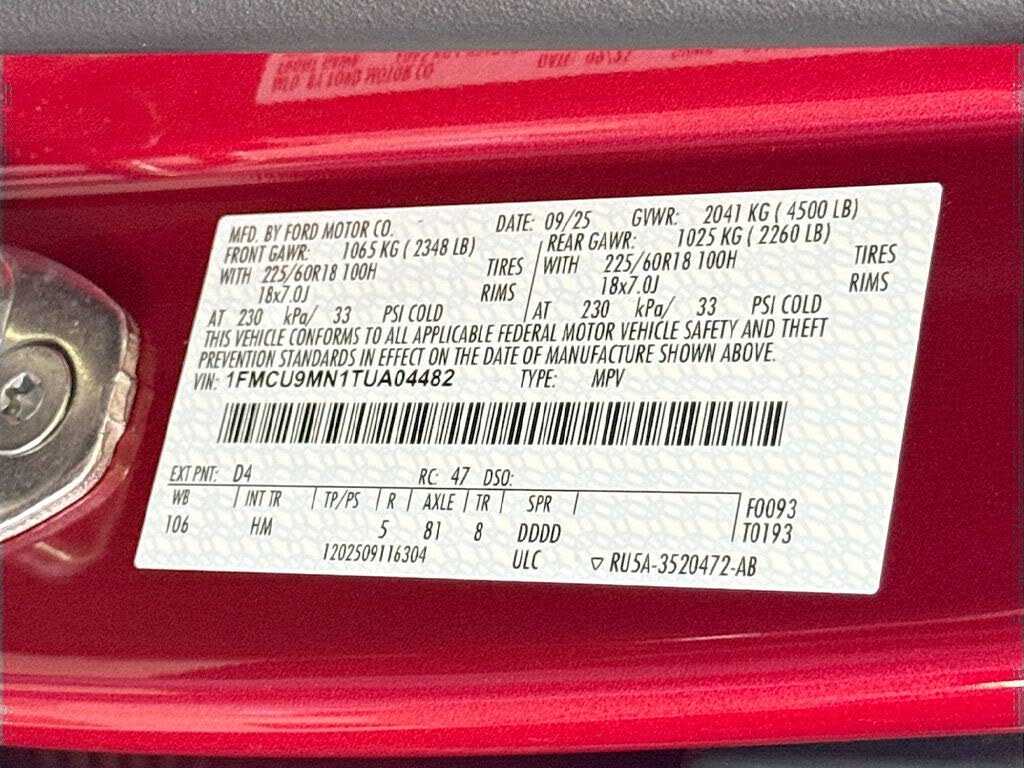 MFD. BY FORD MOTOR CO
MFD. BY FORD MOTOR CO. DATE: 09/25 GVWR: 2041 KG ( 4500 LB)
FRONT GAWR: 1065 KG ( 2348 LB) REAR GAWR: 1025 KG ( 2260 LB)
WITH 225/60R18 100H TIRES WITH 225/60R18 100H TIRES
18x7.0J RIMS 18x7.0J RIMS
AT 230 kPa/ 33 PSI COLD AT 230 kPa/ 33 PSI COLD
THIS VEHICLE CONFORMS TO ALL APPLICABLE FEDERAL MOTOR VEHICLE SAFETY AND THEFT
PREVENTION STANDARDS IN EFFECT ON THE DATE OF MANUFACTURE SHOWN ABOVE.
VIN: 1FMCU9MN1TUA04482 TYPE: MPV
EXT PNT: D4 RC: 47 DSO:
WB INT TR TP/PS R AXLE TR SPR F0093
106 HM 5 81 8 DDDD T0193
1202509116304 ULC ▽ RU5A-3520472-AB